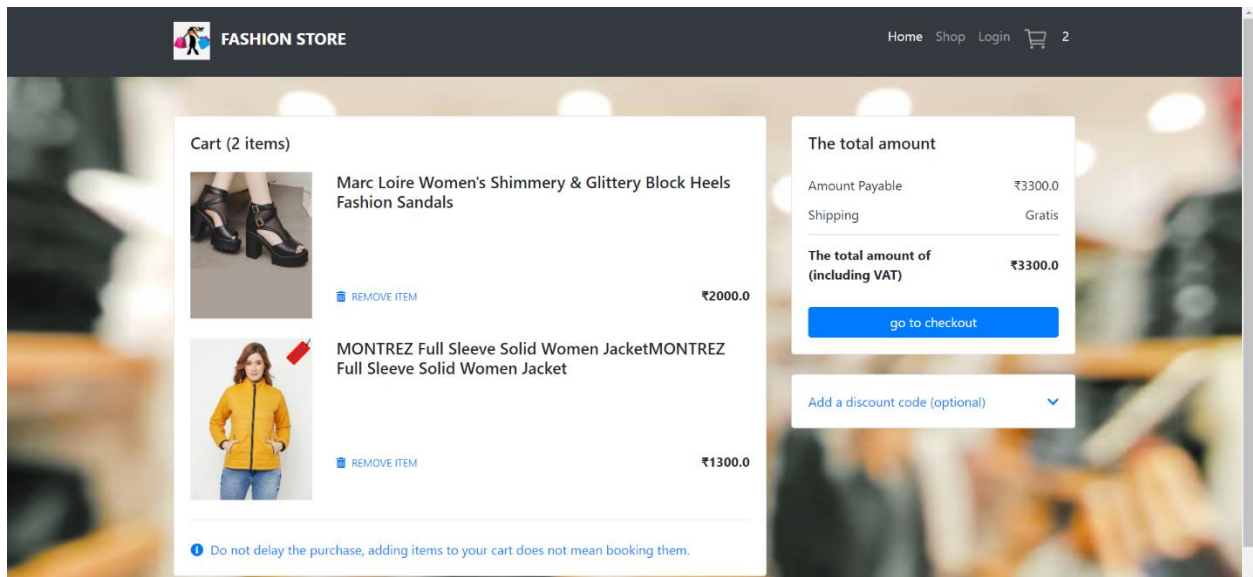 FASHION STORE
Home Shop Login 2
Cart (2 items)
Marc Loire Women's Shimmery & Glittery Block Heels
Fashion Sandals
REMOVE ITEM ₹2000.0
MONTREZ Full Sleeve Solid Women JacketMONTREZ
Full Sleeve Solid Women Jacket
REMOVE ITEM ₹1300.0
Do not delay the purchase, adding items to your cart does not mean booking them.
The total amount
Amount Payable ₹3300.0
Shipping Gratis
The total amount of
(including VAT) ₹3300.0
go to checkout
Add a discount code (optional)